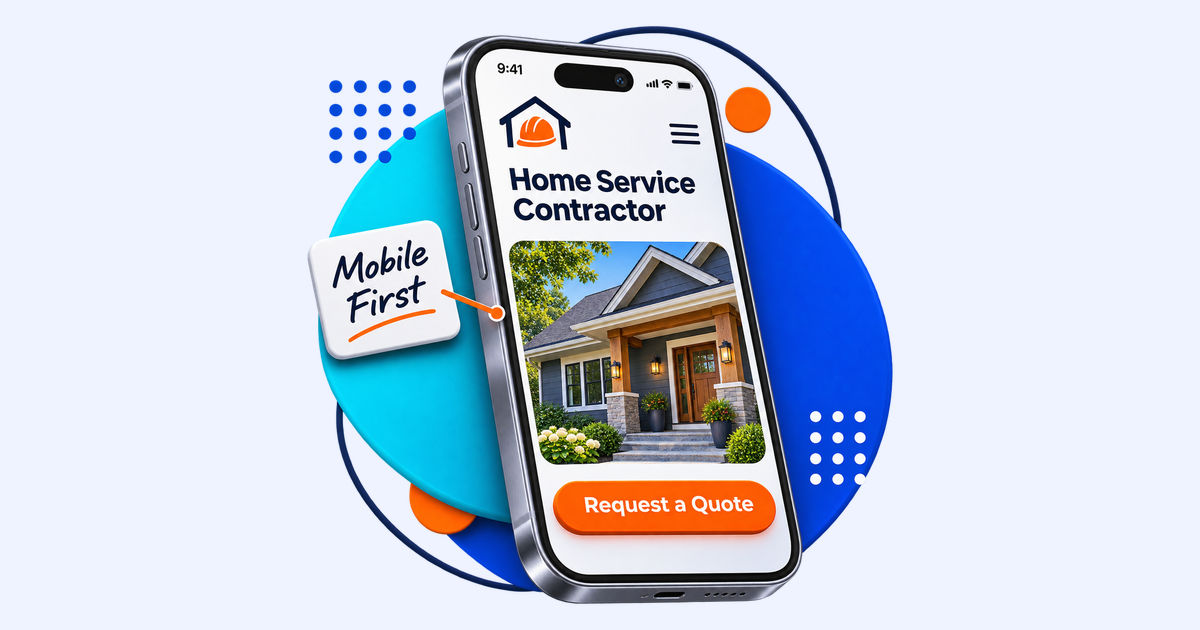 9:41
Home Service
Contractor
Mobile
First
Request a Quote